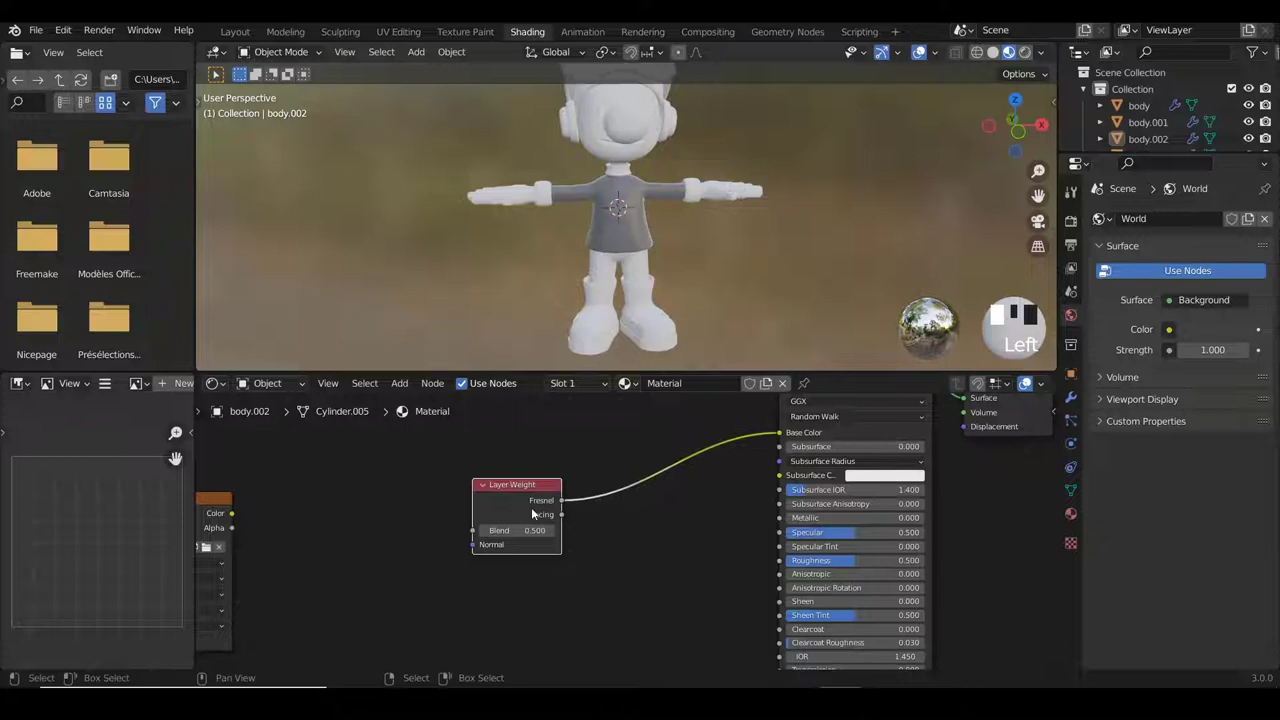 File Edit Render Window Help Layout Modeling Sculpting UV Editing Texture Paint Shading Animation Rendering Compositing Geometry Nodes Scripting + Scene ViewLayer
View Select Object Mode View Select Add Object Global
C:\Users\... Options Scene Collection
Collection
User Perspective
(1) Collection | body.002
body
body.001
body.002
Adobe Camtasia
Scene World
World
Surface
Freemake Modèles Offic...
Use Nodes
Surface Background
Color
Nicepage Présélections...
Strength 1.000
Left
Volume
View New Object View Select Add Node Use Nodes Slot 1 Material
Viewport Display
Custom Properties
body.002 Cylinder.005 Material
GGX
Random Walk
Surface
Volume
Displacement
Base Color
Subsurface 0.000
Subsurface Radius
Subsurface C...
Subsurface IOR 1.400
Subsurface Anisotropy 0.000
Metallic 0.000
Specular 0.500
Specular Tint 0.000
Roughness 0.500
Anisotropic 0.000
Anisotropic Rotation 0.000
Sheen 0.000
Sheen Tint 0.500
Clearcoat 0.000
Clearcoat Roughness 0.030
IOR 1.450
Layer Weight
Fresnel
Blend 0.500
Normal
Color
Alpha
Select Box Select Pan View Select Box Select 3.0.0